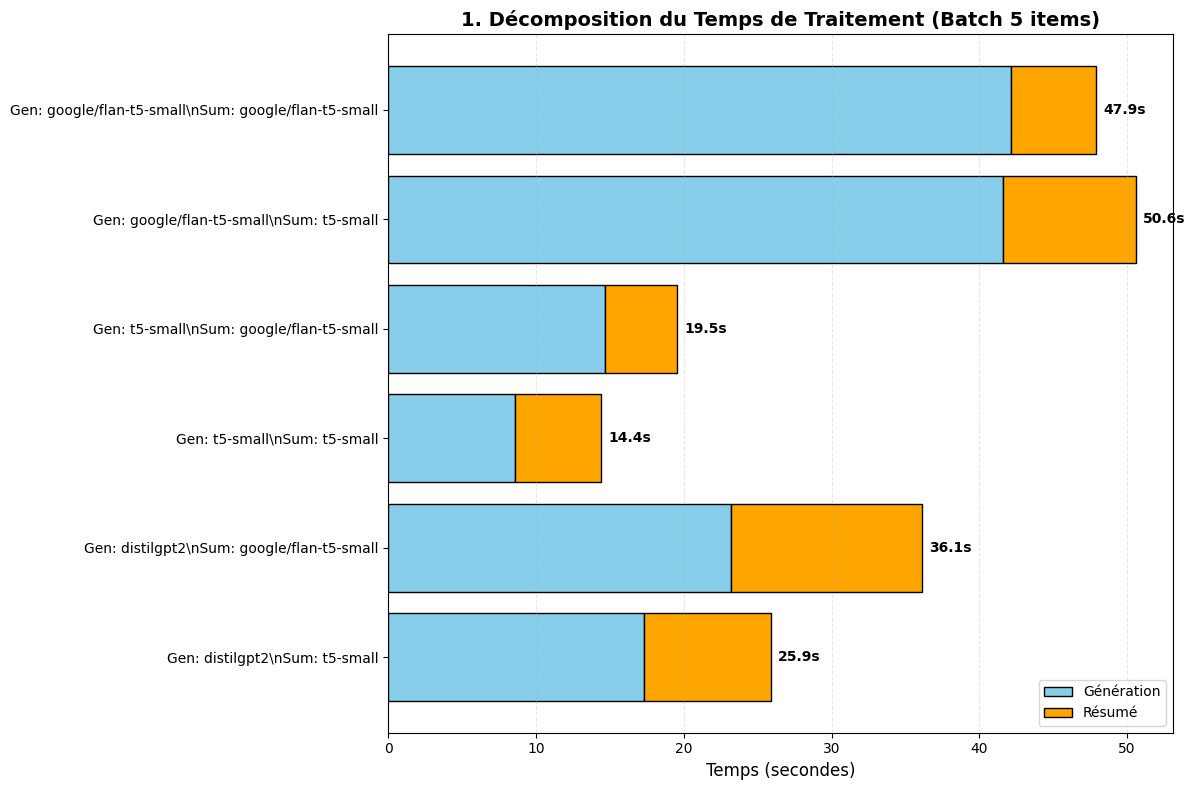 1. Décomposition du Temps de Traitement (Batch 5 items)
Gen: google/flan-t5-small\nSum: google/flan-t5-small
47.9s
Gen: google/flan-t5-small\nSum: t5-small
50.6s
Gen: t5-small\nSum: google/flan-t5-small
19.5s
Gen: t5-small\nSum: t5-small
14.4s
Gen: distilgpt2\nSum: google/flan-t5-small
36.1s
Gen: distilgpt2\nSum: t5-small
25.9s
Génération
Résumé
0 10 20 30 40 50
Temps (secondes)